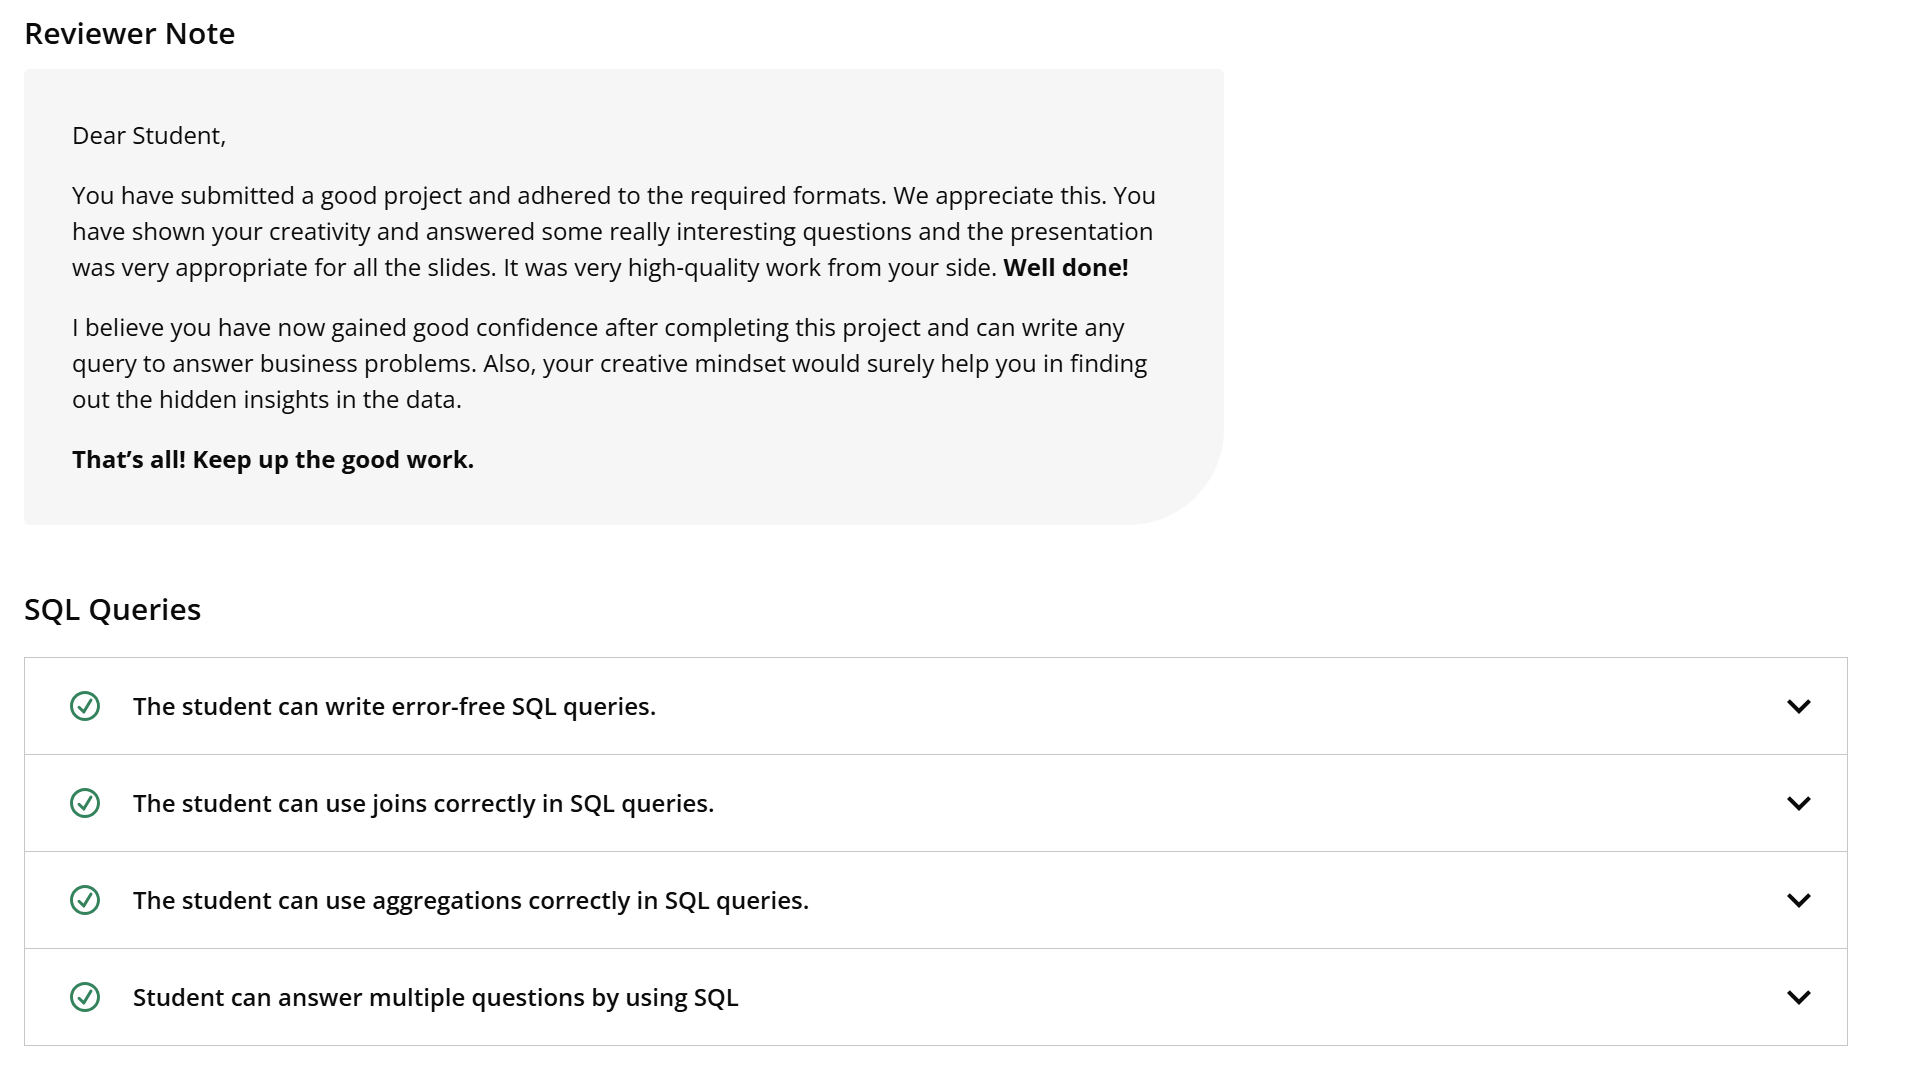 Reviewer Note
Dear Student,
You have submitted a good project and adhered to the required formats. We appreciate this. You
have shown your creativity and answered some really interesting questions and the presentation
was very appropriate for all the slides. It was very high-quality work from your side. Well done!
I believe you have now gained good confidence after completing this project and can write any
query to answer business problems. Also, your creative mindset would surely help you in finding
out the hidden insights in the data.
That’s all! Keep up the good work.
SQL Queries
The student can write error-free SQL queries.
The student can use joins correctly in SQL queries.
The student can use aggregations correctly in SQL queries.
Student can answer multiple questions by using SQL